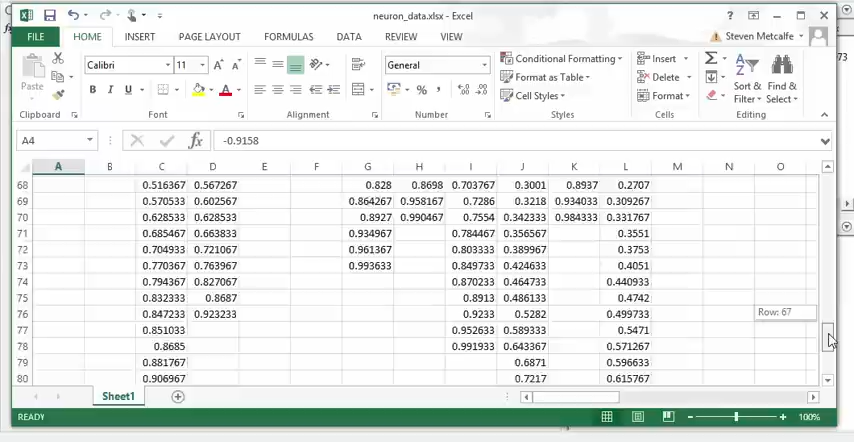 neuron_data.xlsx - Excel
FILE HOME INSERT PAGE LAYOUT FORMULAS DATA REVIEW VIEW Steven Metcalfe
Paste
Calibri 11
B I U
General
Conditional Formatting
Format as Table
Cell Styles
Insert
Delete
Format
Sort & Filter
Find & Select
Clipboard Font Alignment Number Styles Cells Editing
73
A4 fx -0.9158
A B C D E F G H I J K L M N O
68 0.516367 0.567267 0.828 0.8698 0.703767 0.3001 0.8937 0.2707
69 0.570533 0.602567 0.864267 0.958167 0.7286 0.3218 0.934033 0.309267
70 0.628533 0.628533 0.8927 0.990467 0.7554 0.342333 0.984333 0.331767
71 0.685467 0.663833 0.934967 0.784467 0.356567 0.3551
72 0.704933 0.721067 0.961367 0.803333 0.389967 0.3753
73 0.770367 0.763967 0.993633 0.849733 0.424633 0.4051
74 0.794367 0.827067 0.870233 0.464733 0.440933
75 0.832333 0.8687 0.8913 0.486133 0.4742
76 0.847233 0.923233 0.9233 0.5282 0.499733
Row: 67
77 0.851033 0.952633 0.589333 0.5471
78 0.8685 0.991933 0.643367 0.571267
79 0.881767 0.6871 0.596633
80 0.906967 0.7217 0.615767
Sheet1
READY 100%